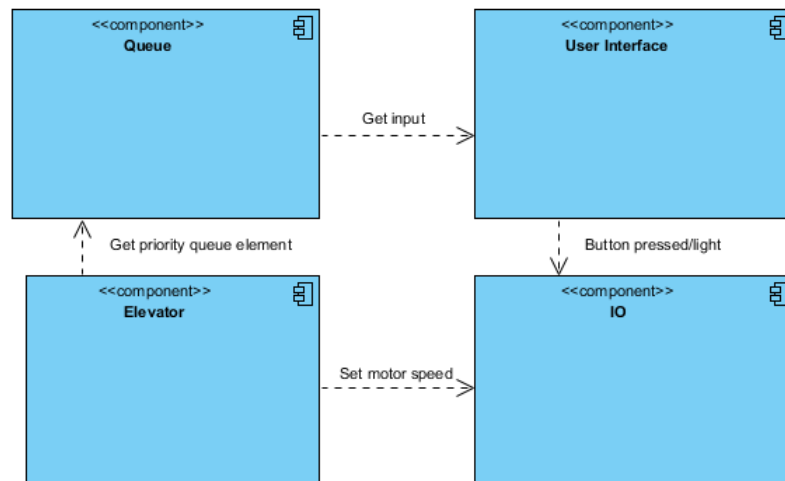 <<component>>
Queue
<<component>>
User Interface
Get input
Get priority queue element
Button pressed/light
<<component>>
Elevator
<<component>>
IO
Set motor speed